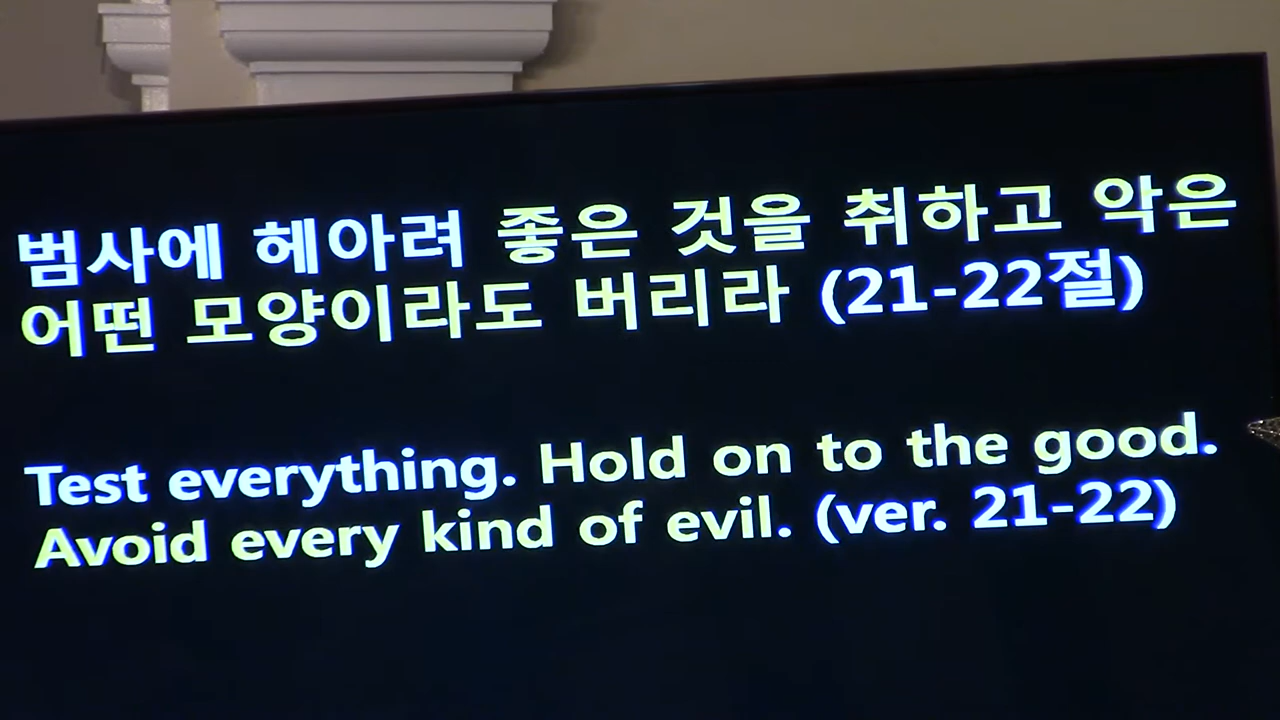 범사에 헤아려 좋은 것을 취하고 악은
어떤 모양이라도 버리라 (21-22절)
Test everything. Hold on to the good.
Avoid every kind of evil. (ver. 21-22)